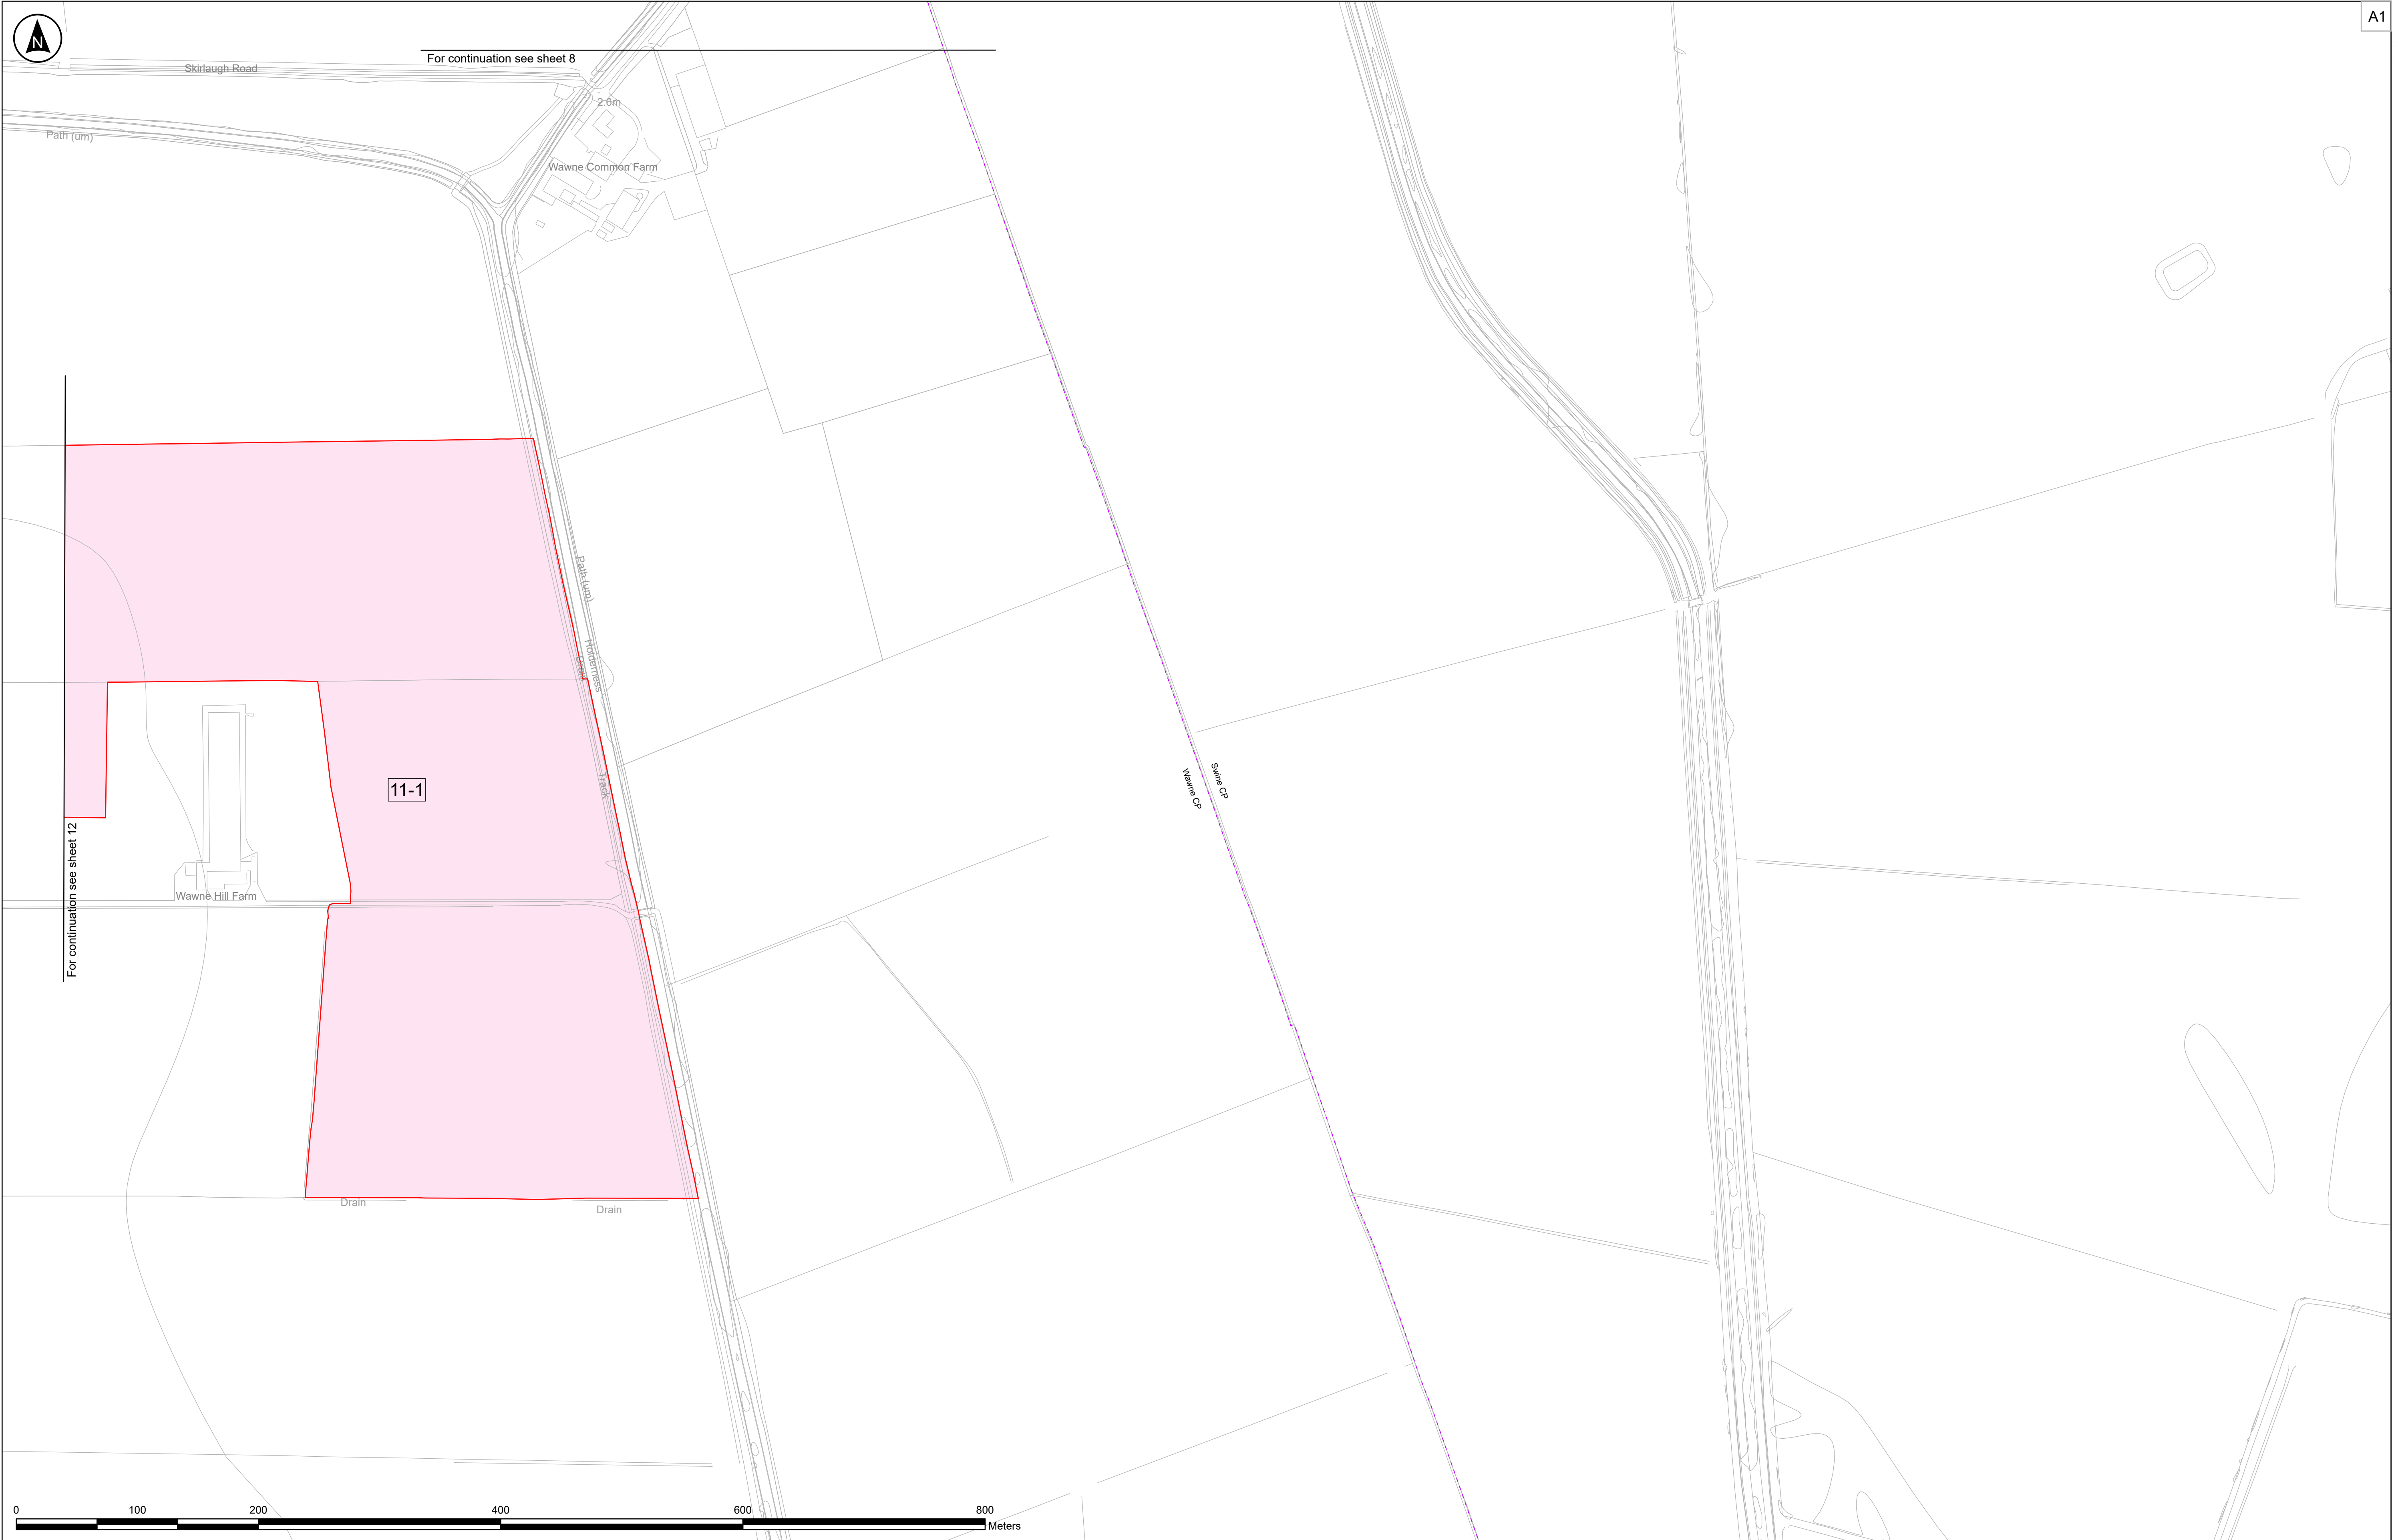 A1
N
For continuation see sheet 8
Skirlaugh Road
2.6m
Path (um)
Wawne Common Farm
Path (um)
Holderness
Drain
Track
11-1
Swine CP
Wawne CP
For continuation see sheet 12
Wawne Hill Farm
Drain
Drain
0 100 200 400 600 800
Meters